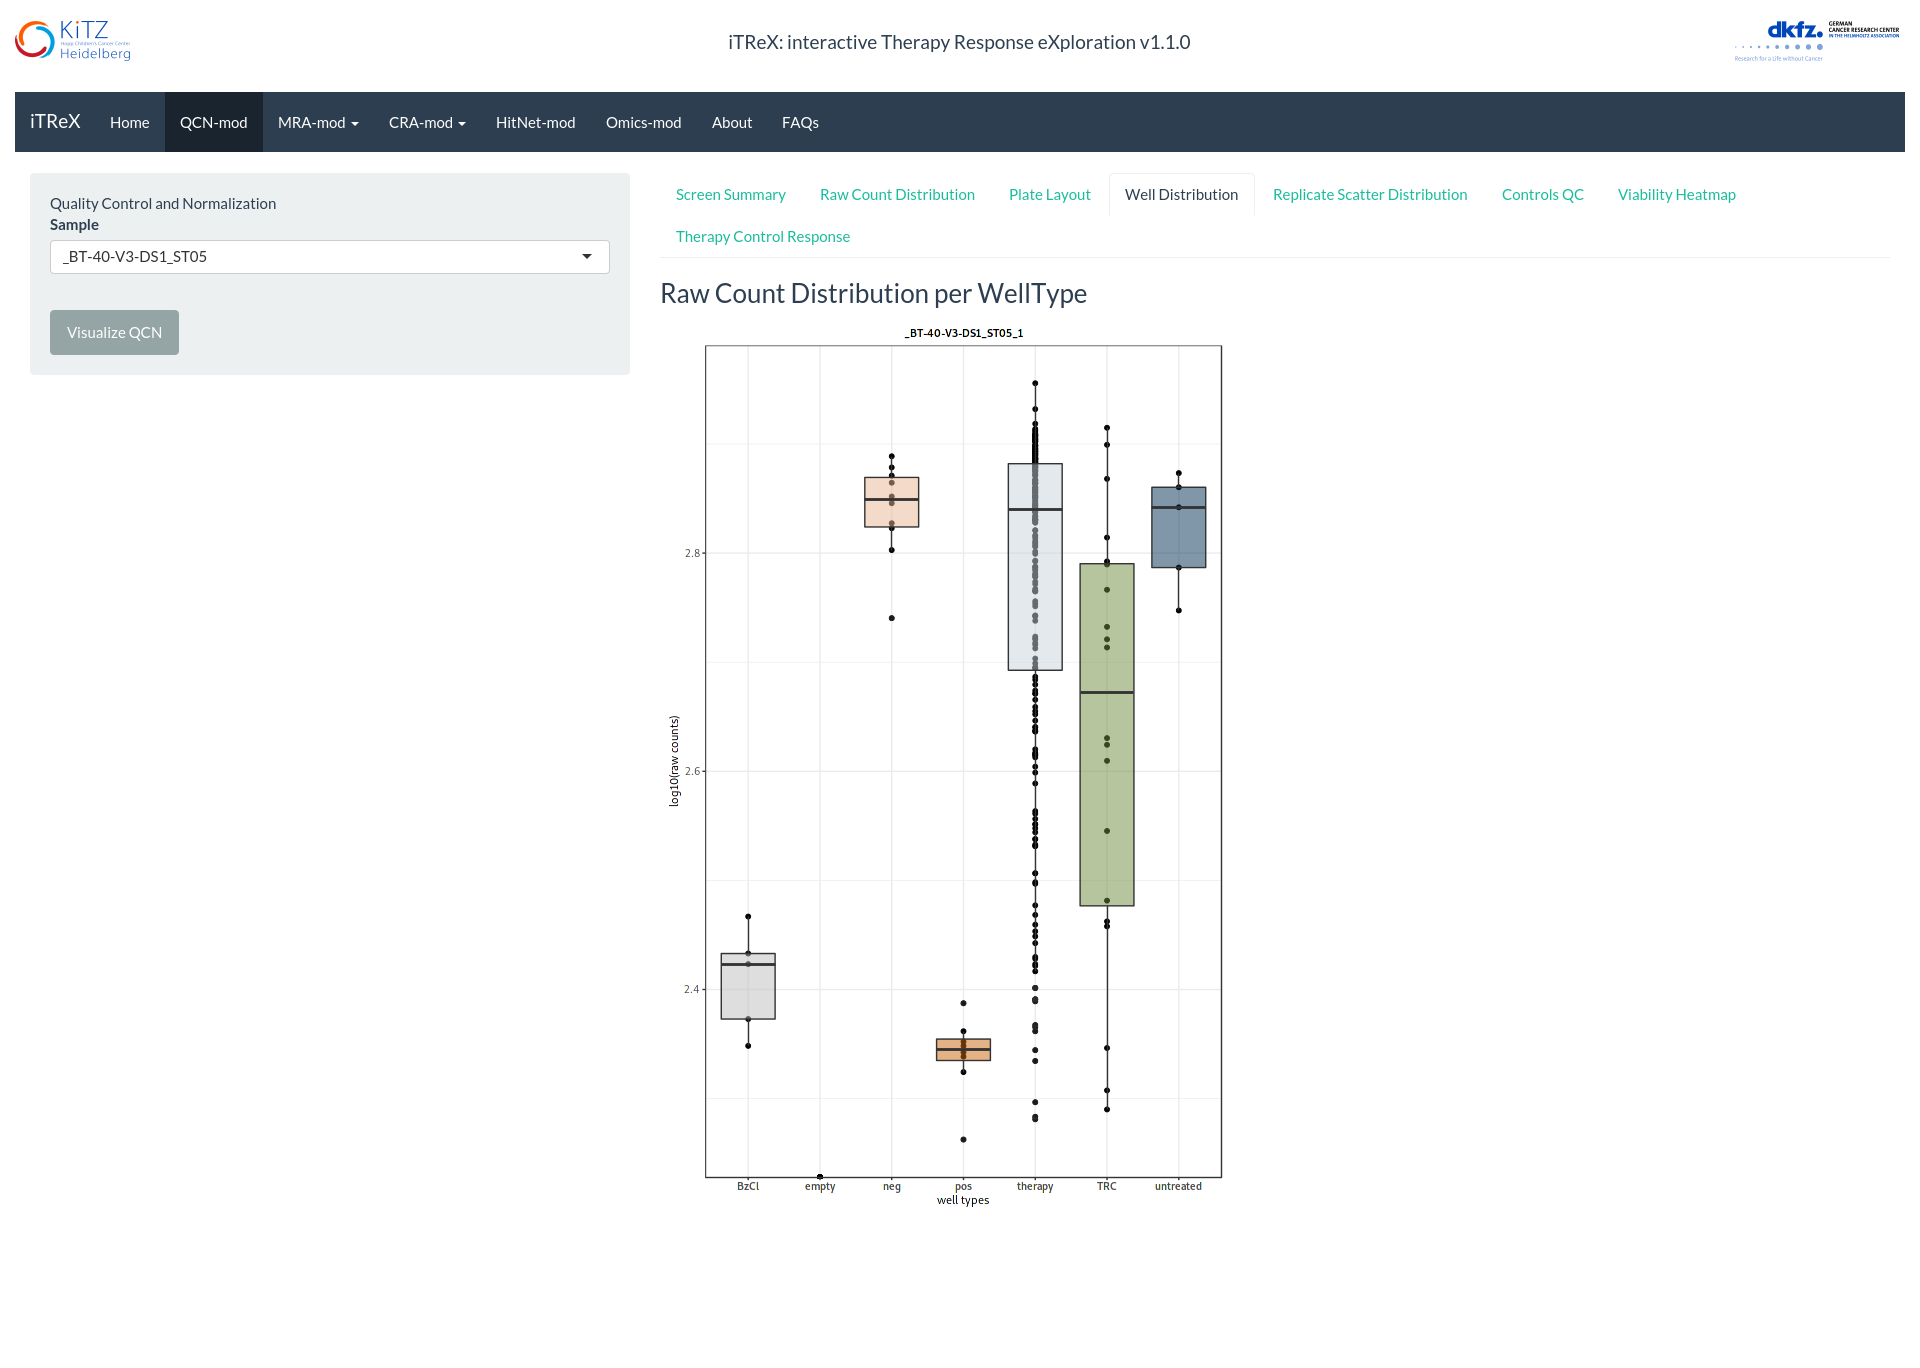 KiTZ
Hopp Children's Cancer Center
Heidelberg
iTReX: interactive Therapy Response eXploration v1.1.0
dkfz.
GERMAN
CANCER RESEARCH CENTER
IN THE HELMHOLTZ ASSOCIATION
Research for a Life without Cancer
iTReX Home QCN-mod MRA-mod CRA-mod HitNet-mod Omics-mod About FAQs
Quality Control and Normalization
Sample
_BT-40-V3-DS1_ST05
Visualize QCN
Screen Summary Raw Count Distribution Plate Layout Well Distribution Replicate Scatter Distribution Controls QC Viability Heatmap
Therapy Control Response
Raw Count Distribution per WellType
_BT-40-V3-DS1_ST05_1
log10(raw counts)
2.8
2.6
2.4
BzCl empty neg pos therapy TRC untreated
well types